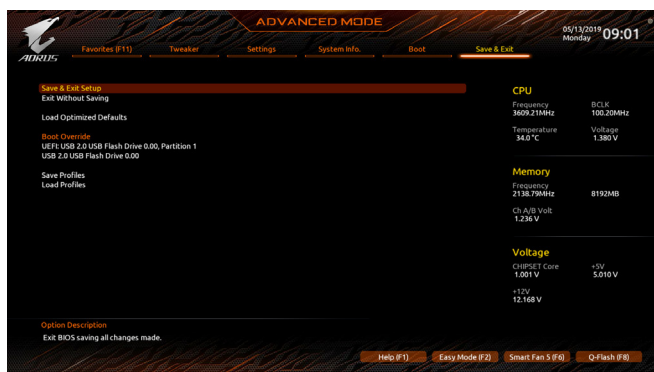 ADVANCED MODE
05/13/2019 Monday 09:01
AORUS
Favorites (F11) Tweaker Settings System Info. Boot Save & Exit
Save & Exit Setup
Exit Without Saving
Load Optimized Defaults
Boot Override
UEFI: USB 2.0 USB Flash Drive 0.00, Partition 1
USB 2.0 USB Flash Drive 0.00
Save Profiles
Load Profiles
CPU
Frequency BCLK
3609.21MHz 100.20MHz
Temperature Voltage
34.0 °C 1.380 V
Memory
Frequency
2138.79MHz 8192MB
Ch A/B Volt
1.236 V
Voltage
CHIPSET Core +5V
1.001 V 5.010 V
+12V
12.168 V
Option Description
Exit BIOS saving all changes made.
Help (F1) Easy Mode (F2) Smart Fan 5 (F6) Q-Flash (F8)